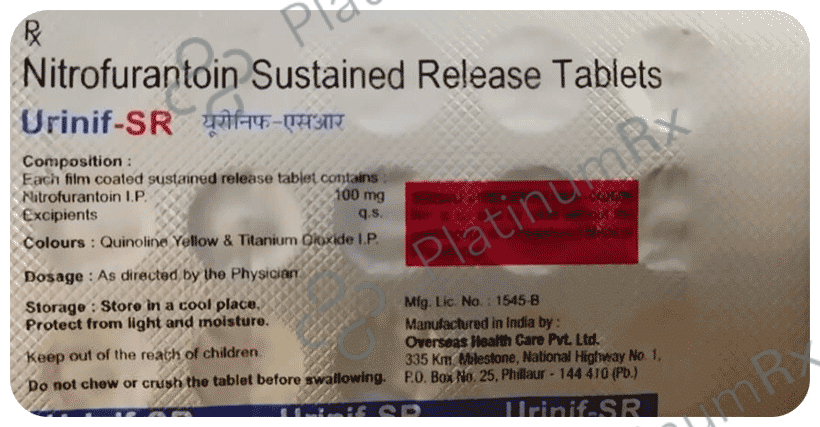 Rx
Nitrofurantoin Sustained Release Tablets
Urinif-SR यूरीनिफ-एसआर
Composition :
Each film coated sustained release tablet contains :
Nitrofurantoin I.P. 100 mg
Excipients q.s.
Colours : Quinoline Yellow & Titanium Dioxide I.P.
Dosage : As directed by the Physician.
Storage : Store in a cool place.
Protect from light and moisture.
Keep out of the reach of children.
Do not chew or crush the tablet before swallowing.
Mfg. Lic. No. : 1545-B
Manufactured in India by :
Overseas Health Care Pvt. Ltd.
335 Km, Milestone, National Highway No. 1,
P.O. Box No. 25, Phillaur - 144 410 (Pb.)
Urinif-SR Urinif-SR Urinif-SR
PlatinumRx
PlatinumRx
PlatinumRx